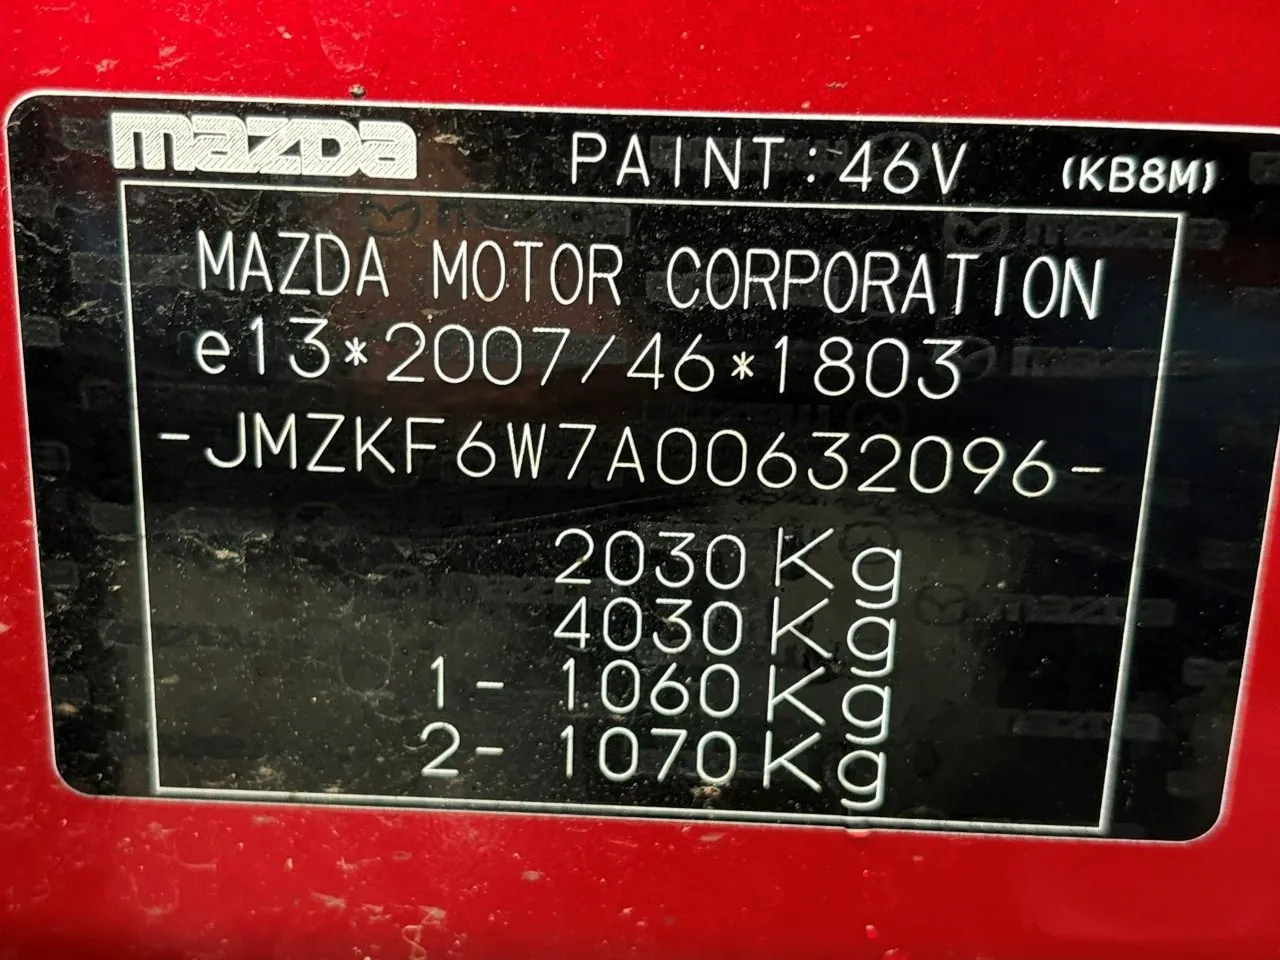 mazda PAINT:46V (KB8M)
MAZDA MOTOR CORPORATION
e13*2007/46*1803
-JMZKF6W7A00632096-
2030Kg
4030Kg
1- 1060Kg
2- 1070Kg